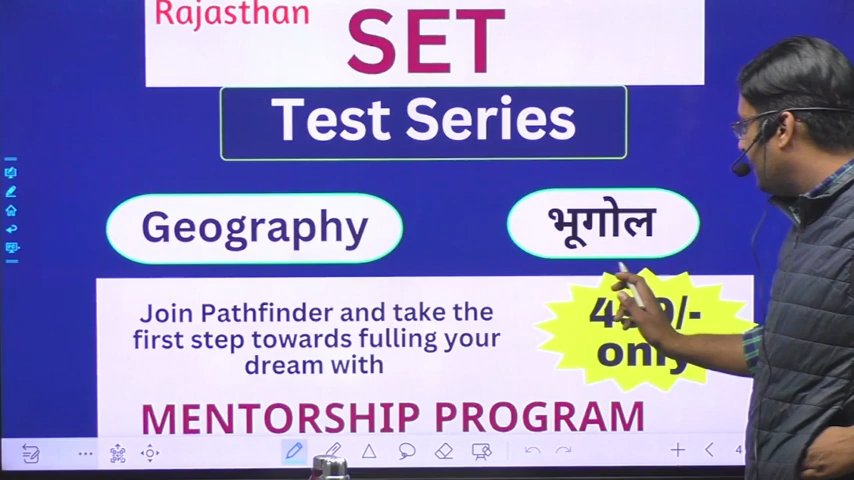 Rajasthan
SET
Test Series
Geography
भूगोल
Join Pathfinder and take the
first step towards fulling your
dream with
only
MENTORSHIP PROGRAM
4